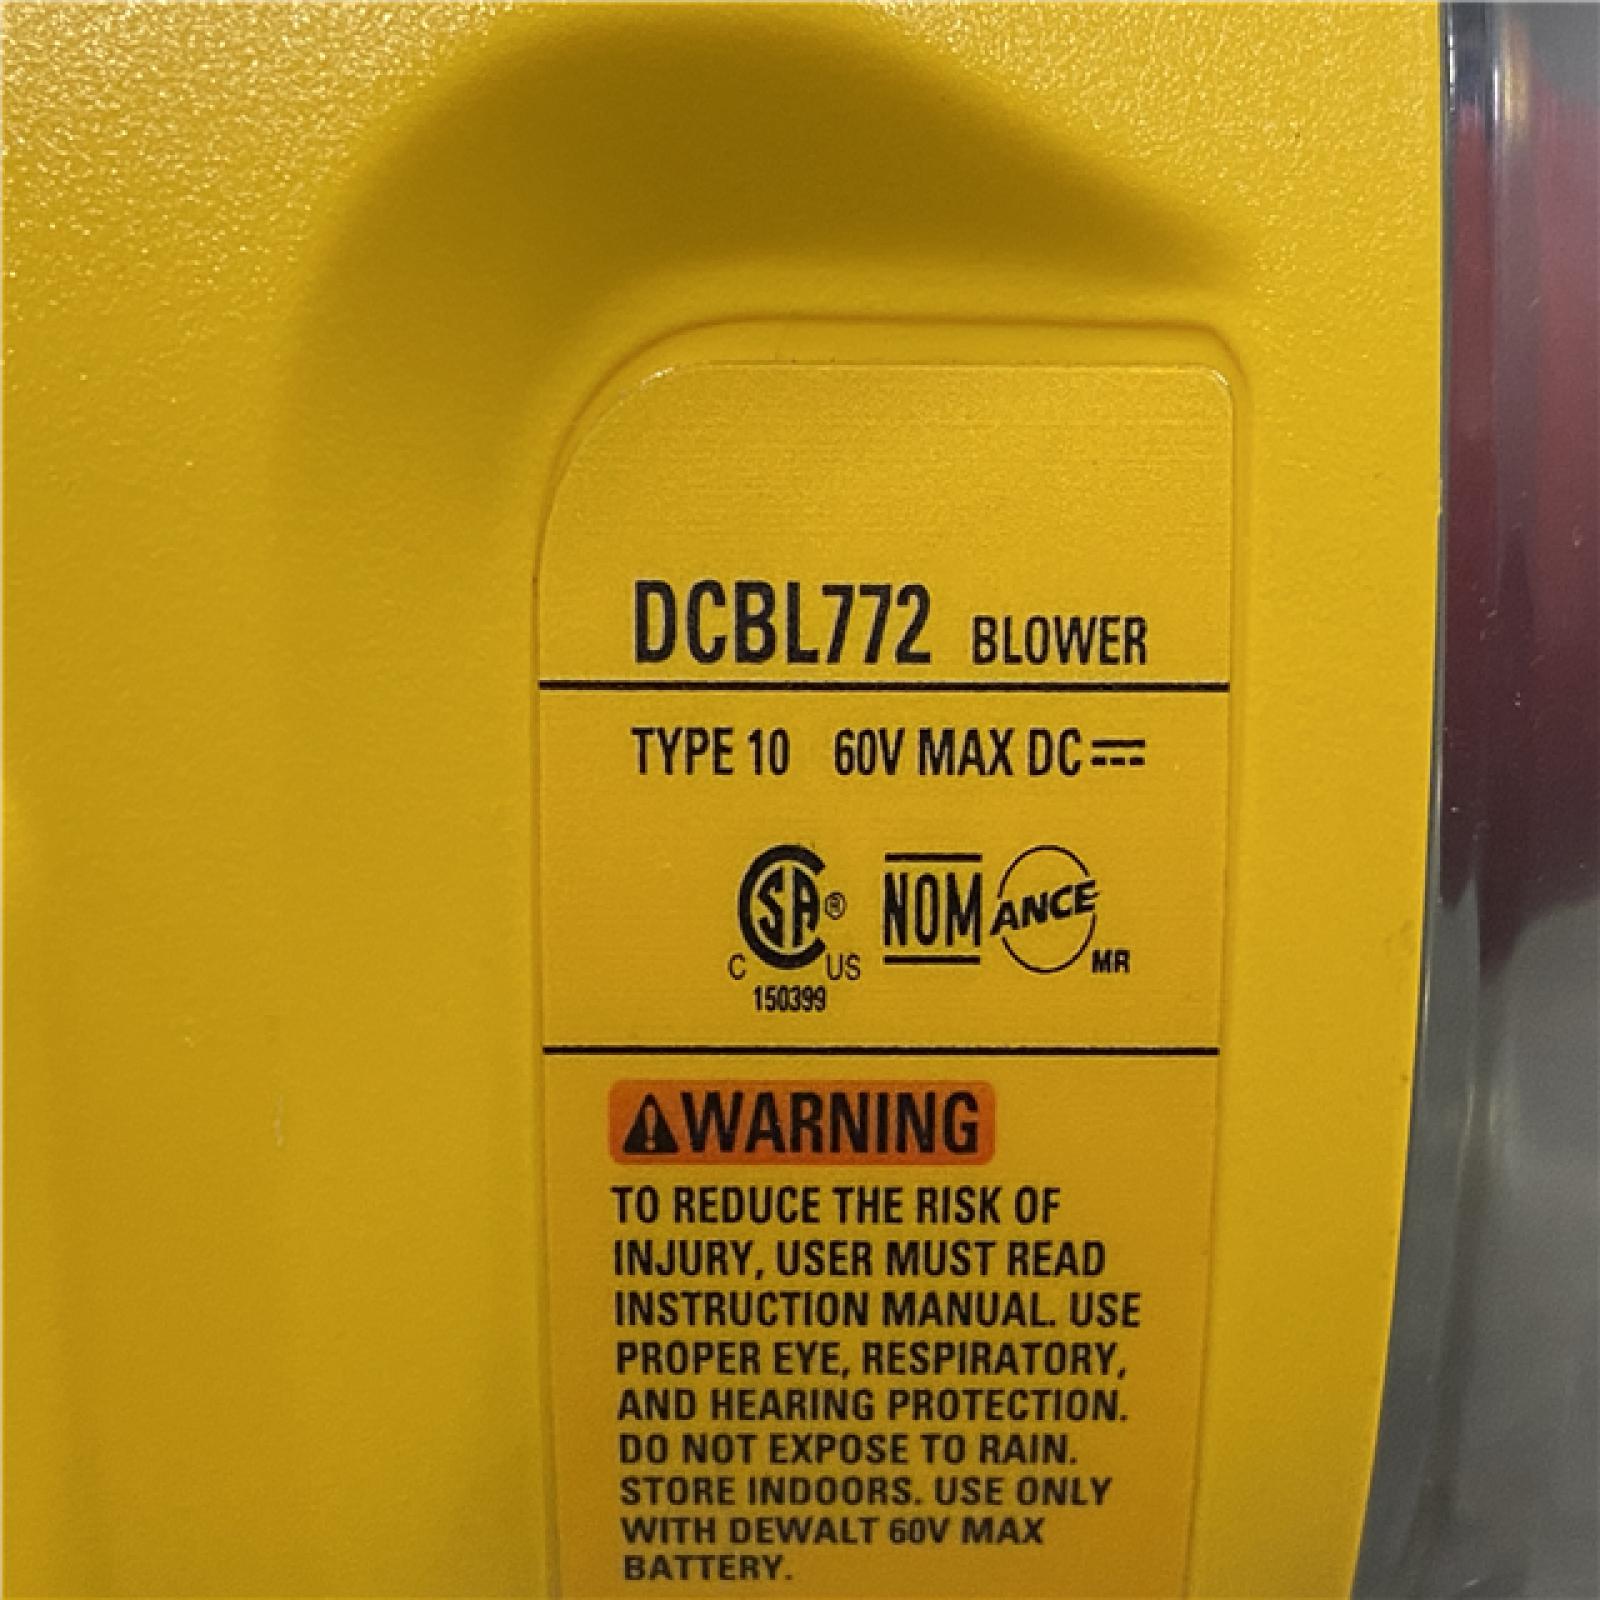 DCBL772 BLOWER
TYPE 10 60V MAX DC
CSA® NOM ANCE
C US MR
150399
WARNING
TO REDUCE THE RISK OF
INJURY, USER MUST READ
INSTRUCTION MANUAL. USE
PROPER EYE, RESPIRATORY,
AND HEARING PROTECTION.
DO NOT EXPOSE TO RAIN.
STORE INDOORS. USE ONLY
WITH DEWALT 60V MAX
BATTERY.